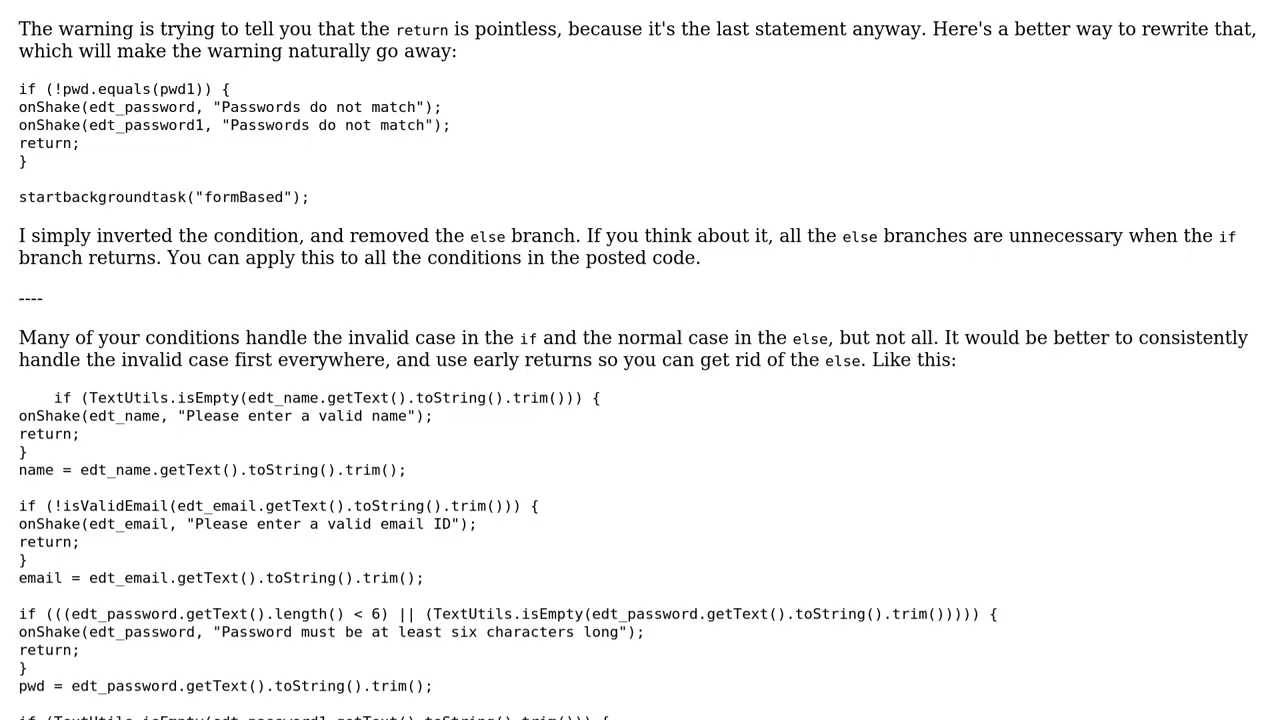 The warning is trying to tell you that the return is pointless, because it's the last statement anyway. Here's a better way to rewrite that,
which will make the warning naturally go away:
if (!pwd.equals(pwd1)) {
onShake(edt_password, "Passwords do not match");
onShake(edt_password1, "Passwords do not match");
return;
}
startbackgroundtask("formBased");
I simply inverted the condition, and removed the else branch. If you think about it, all the else branches are unnecessary when the if
branch returns. You can apply this to all the conditions in the posted code.
----
Many of your conditions handle the invalid case in the if and the normal case in the else, but not all. It would be better to consistently
handle the invalid case first everywhere, and use early returns so you can get rid of the else. Like this:
if (TextUtils.isEmpty(edt_name.getText().toString().trim())) {
onShake(edt_name, "Please enter a valid name");
return;
}
name = edt_name.getText().toString().trim();
if (!isValidEmail(edt_email.getText().toString().trim())) {
onShake(edt_email, "Please enter a valid email ID");
return;
}
email = edt_email.getText().toString().trim();
if (((edt_password.getText().length() < 6) || (TextUtils.isEmpty(edt_password.getText().toString().trim())))) {
onShake(edt_password, "Password must be at least six characters long");
return;
}
pwd = edt_password.getText().toString().trim();
if (TextUtils.isEmpty(edt_password1.getText().toString().trim())) {